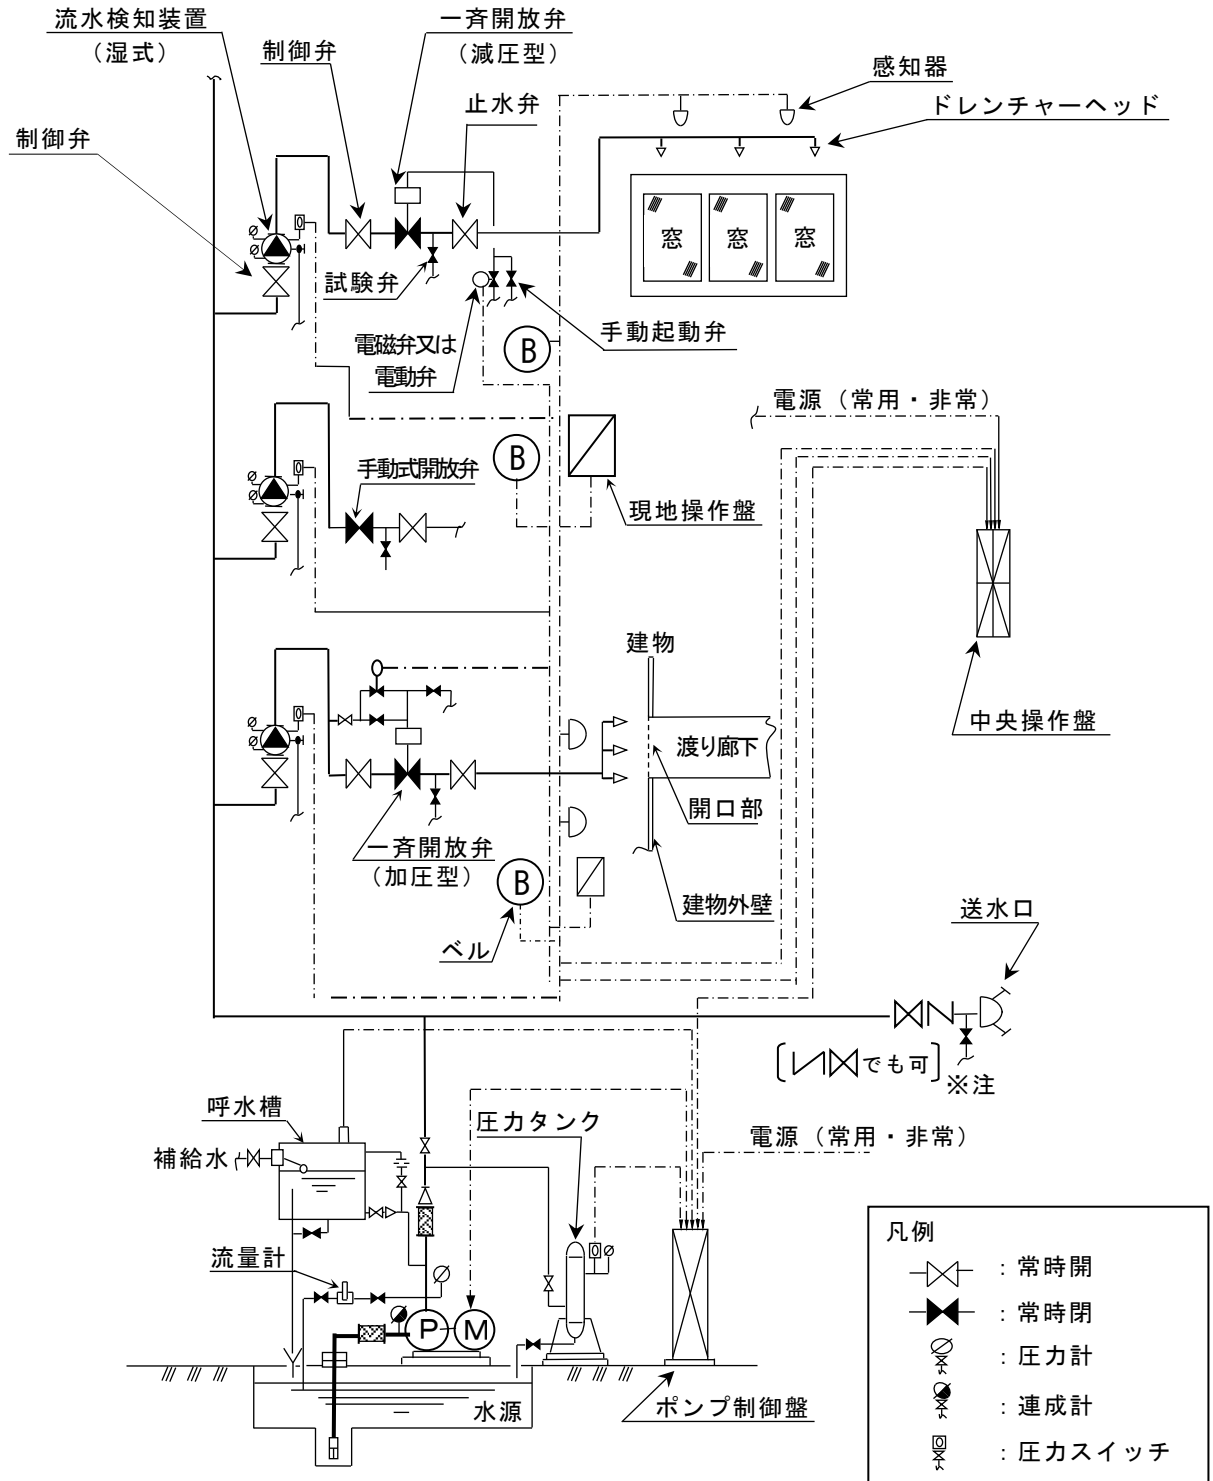 流水検知装置
(湿式)
一斉開放弁
(減圧型)
制御弁
止水弁
感知器
ドレンチャーヘッド
制御弁
窓
窓
窓
試験弁
電磁弁又は
電動弁
手動起動弁
B
電源(常用・非常)
手動式開放弁
B
現地操作盤
建物
中央操作盤
渡り廊下
開口部
一斉開放弁
(加圧型)
B
建物外壁
ベル
送水口
でも可
※注
呼水槽
圧力タンク
補給水
電源(常用・非常)
流量計
P
M
水源
ポンプ制御盤
凡例
:常時開
:常時閉
:圧力計
:連成計
:圧力スイッチ